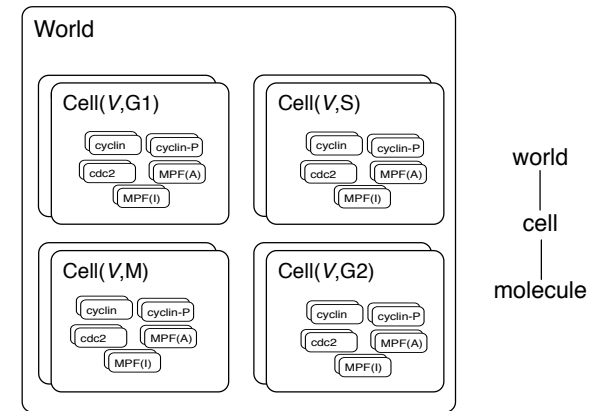 World
Cell(V,G1)
cyclin
cyclin-P
cdc2
MPF(A)
MPF(I)
Cell(V,S)
cyclin
cyclin-P
cdc2
MPF(A)
MPF(I)
Cell(V,M)
cyclin
cyclin-P
cdc2
MPF(A)
MPF(I)
Cell(V,G2)
cyclin
cyclin-P
cdc2
MPF(A)
MPF(I)
world
cell
molecule